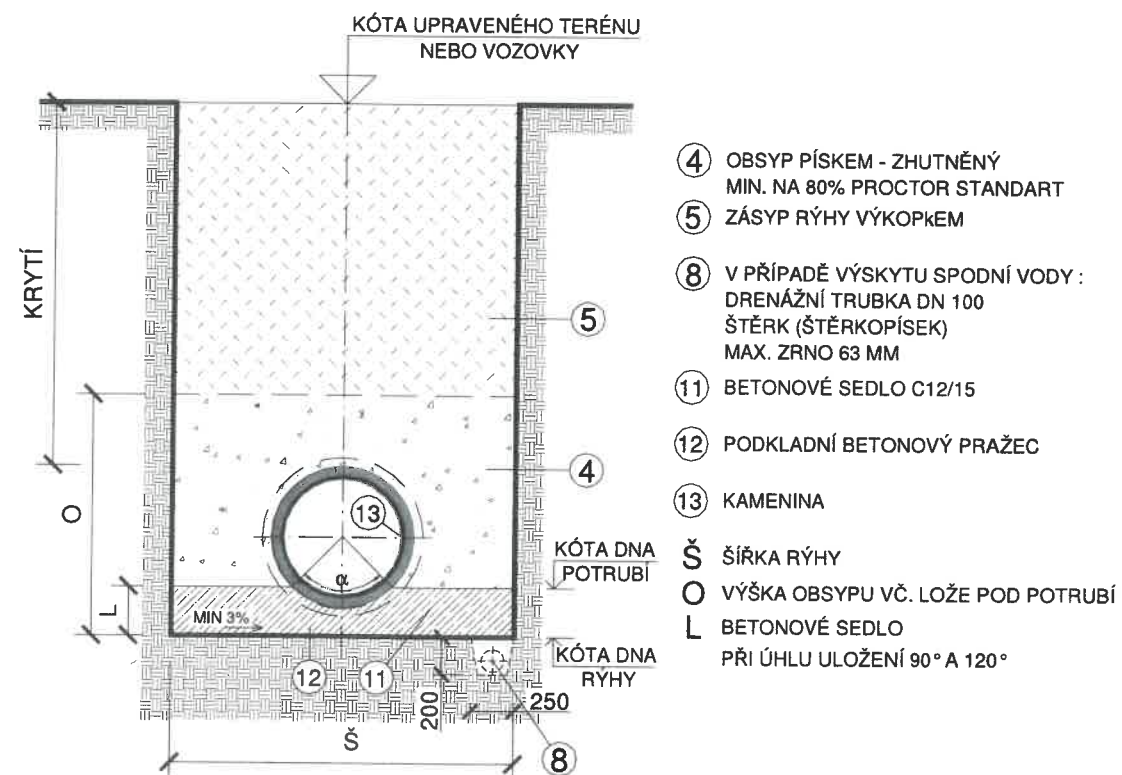 KÓTA UPRAVENÉHO TERÉNU
NEBO VOZOVKY
KRYTÍ
O
L
MIN 3%
α
13
5
4
KÓTA DNA
POTRUBÍ
KÓTA DNA
RÝHY
12
11
200
250
8
Š
4 OBSYP PÍSKEM - ZHUTNĚNÝ
MIN. NA 80% PROCTOR STANDART
5 ZÁSYP RÝHY VÝKOPkEM
8 V PŘÍPADĚ VÝSKYTU SPODNÍ VODY :
DRENÁŽNÍ TRUBKA DN 100
ŠTĚRK (ŠTĚRKOPÍSEK)
MAX. ZRNO 63 MM
11 BETONOVÉ SEDLO C12/15
12 PODKLADNÍ BETONOVÝ PRAŽEC
13 KAMENINA
Š ŠÍŘKA RÝHY
O VÝŠKA OBSYPU VČ. LOŽE POD POTRUBÍ
L BETONOVÉ SEDLO
PŘI ÚHLU ULOŽENÍ 90° A 120°